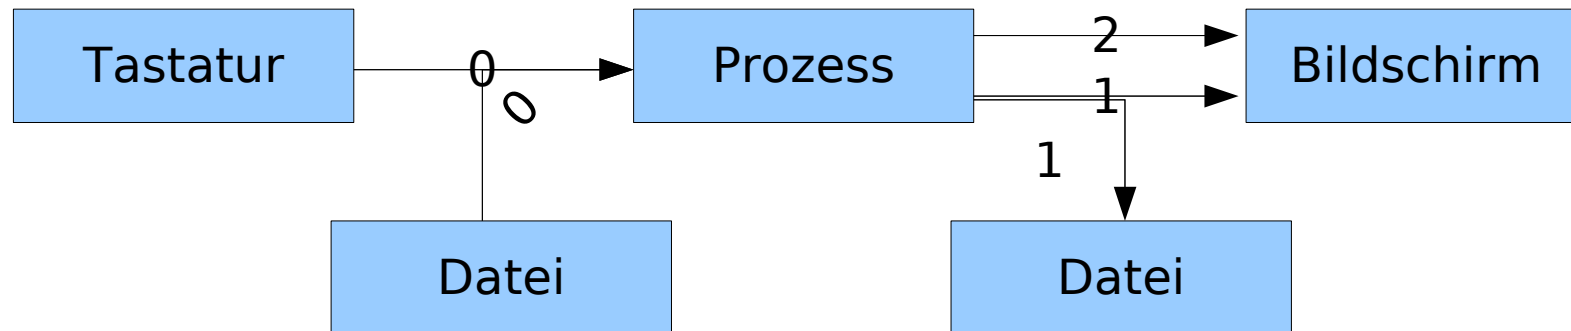 Tastatur
0
0
Prozess
2
1
1
Bildschirm
Datei
Datei